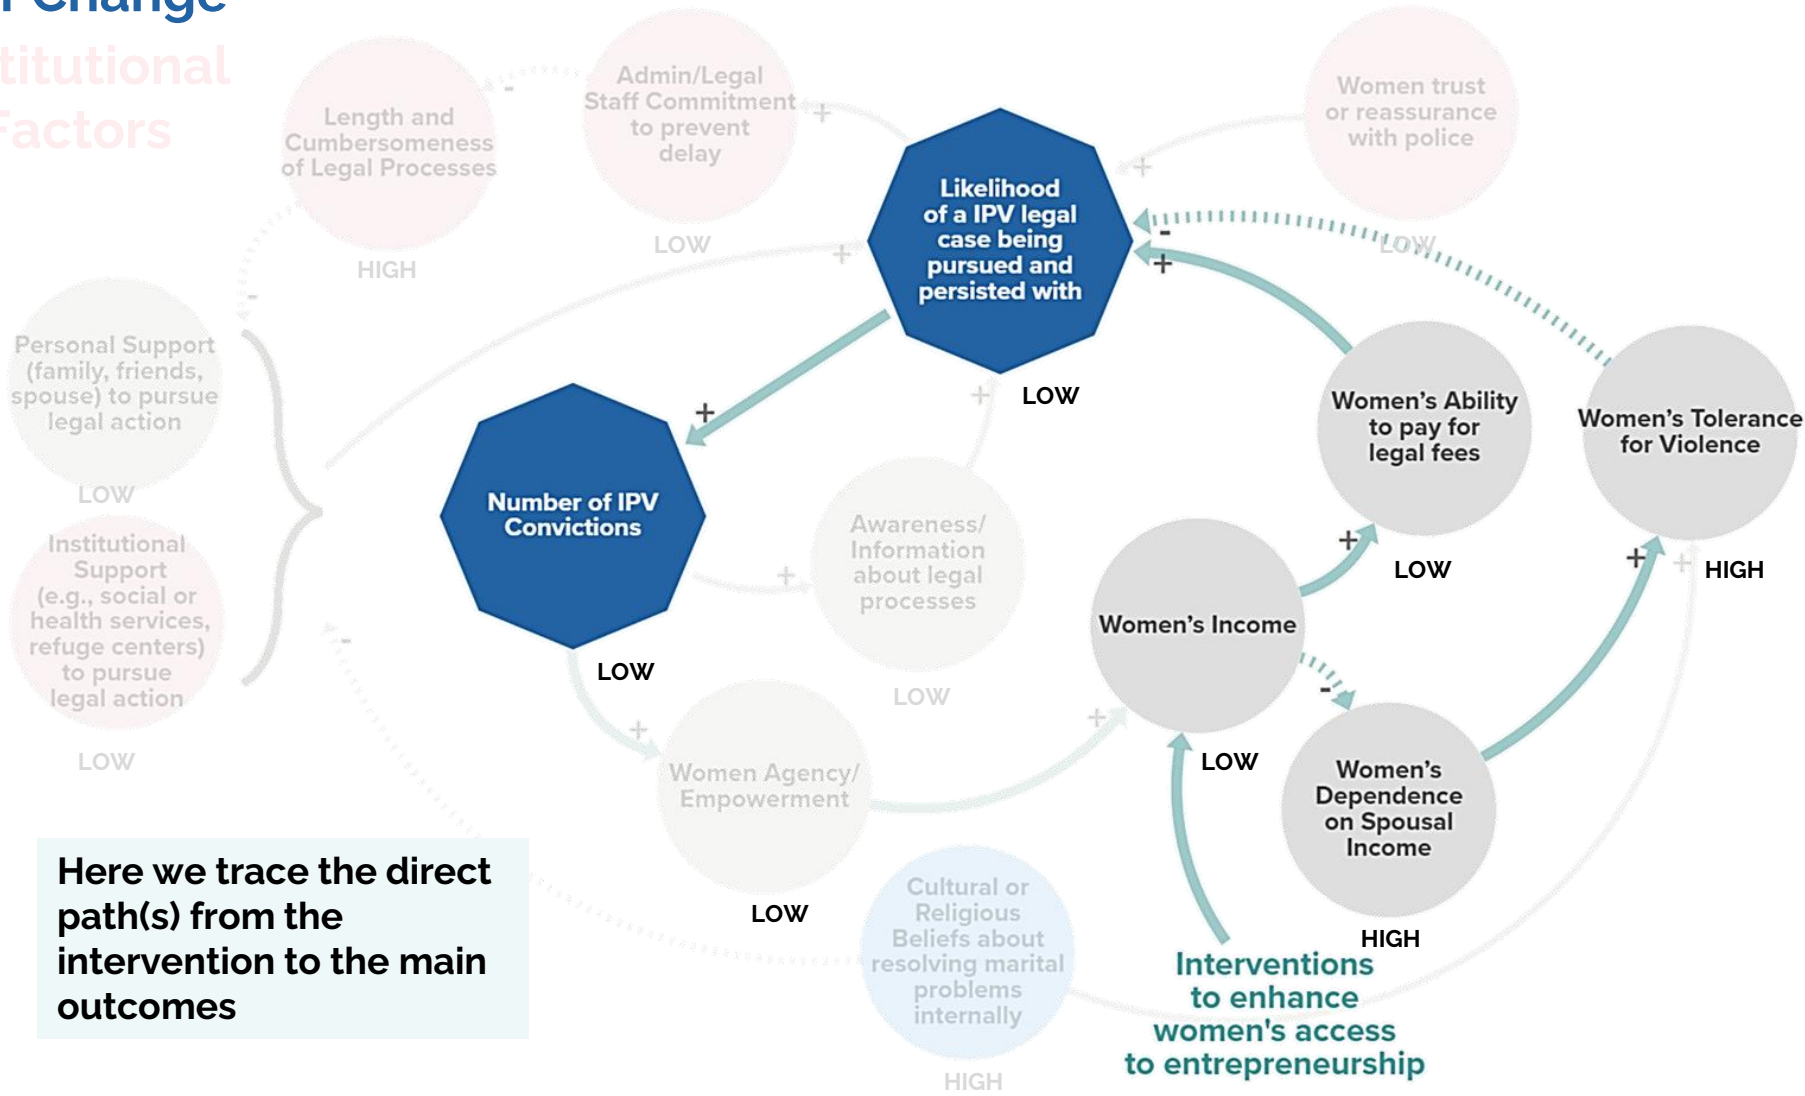 Change
titutional
Factors
Length and
Cumbersomeness
of Legal Processes
HIGH
-
Admin/Legal
Staff Commitment
to prevent
delay
LOW
+
Women trust
or reassurance
with police
LOW
+
Likelihood
of a IPV legal
case being
pursued and
persisted with
LOW
-
+
+
-
Personal Support
(family, friends,
spouse) to pursue
legal action
LOW
Institutional
Support
(e.g., social or
health services,
refuge centers)
to pursue
legal action
LOW
-
+
Number of IPV
Convictions
LOW
+
Awareness/
Information
about legal
processes
LOW
+
+
Women Agency/
Empowerment
LOW
+
Women's Income
LOW
+
-
Women's Ability
to pay for
legal fees
LOW
Women's Tolerance
for Violence
HIGH
+
+
Women's
Dependence
on Spousal
Income
HIGH
Cultural or
Religious
Beliefs about
resolving marital
problems
internally
HIGH
Interventions
to enhance
women's access
to entrepreneurship
Here we trace the direct
path(s) from the
intervention to the main
outcomes